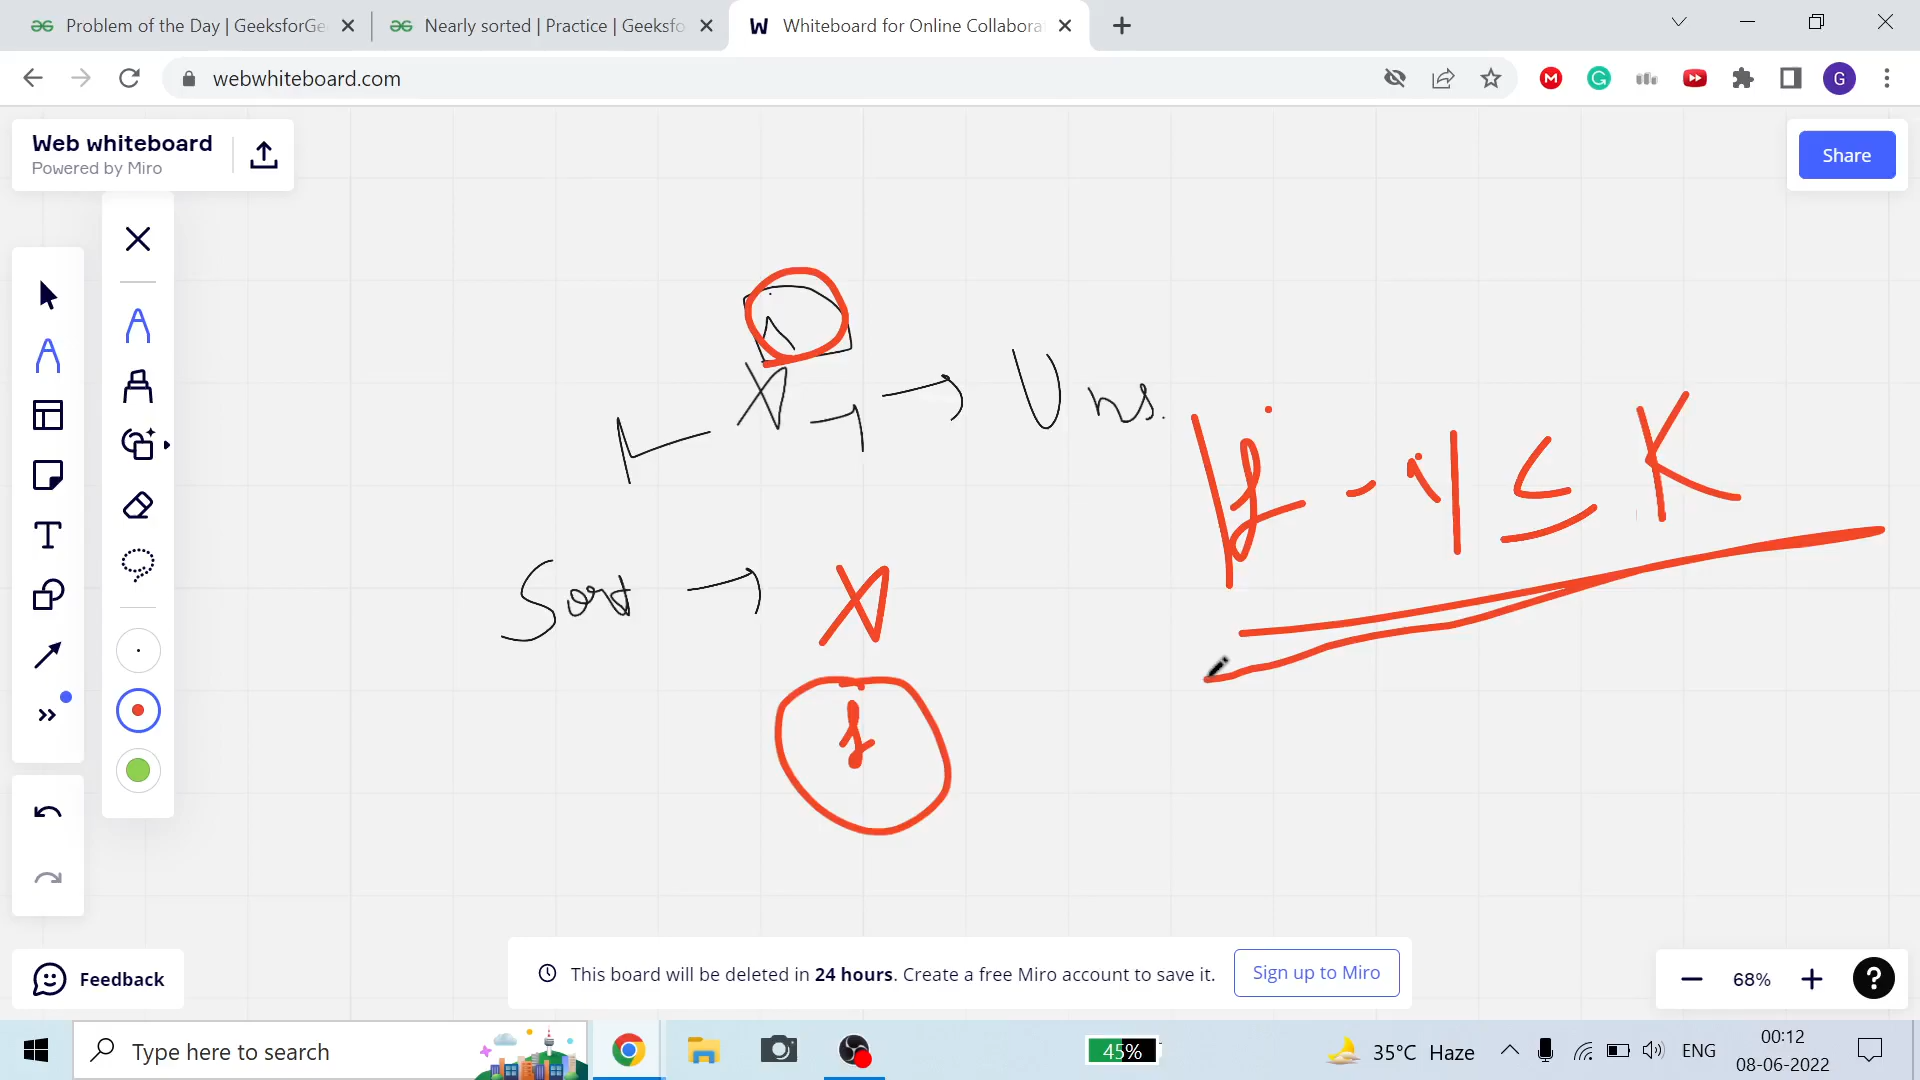 Problem of the Day | GeeksforGe
Nearly sorted | Practice | Geeksfo
Whiteboard for Online Collabora
webwhiteboard.com
G
Web whiteboard
Powered by Miro
Share
X → Uns.
|j - i| ≤ K
Sort → X
j
Feedback
This board will be deleted in 24 hours. Create a free Miro account to save it.
Sign up to Miro
68%
Type here to search
45%
35°C Haze
ENG
00:12
08-06-2022